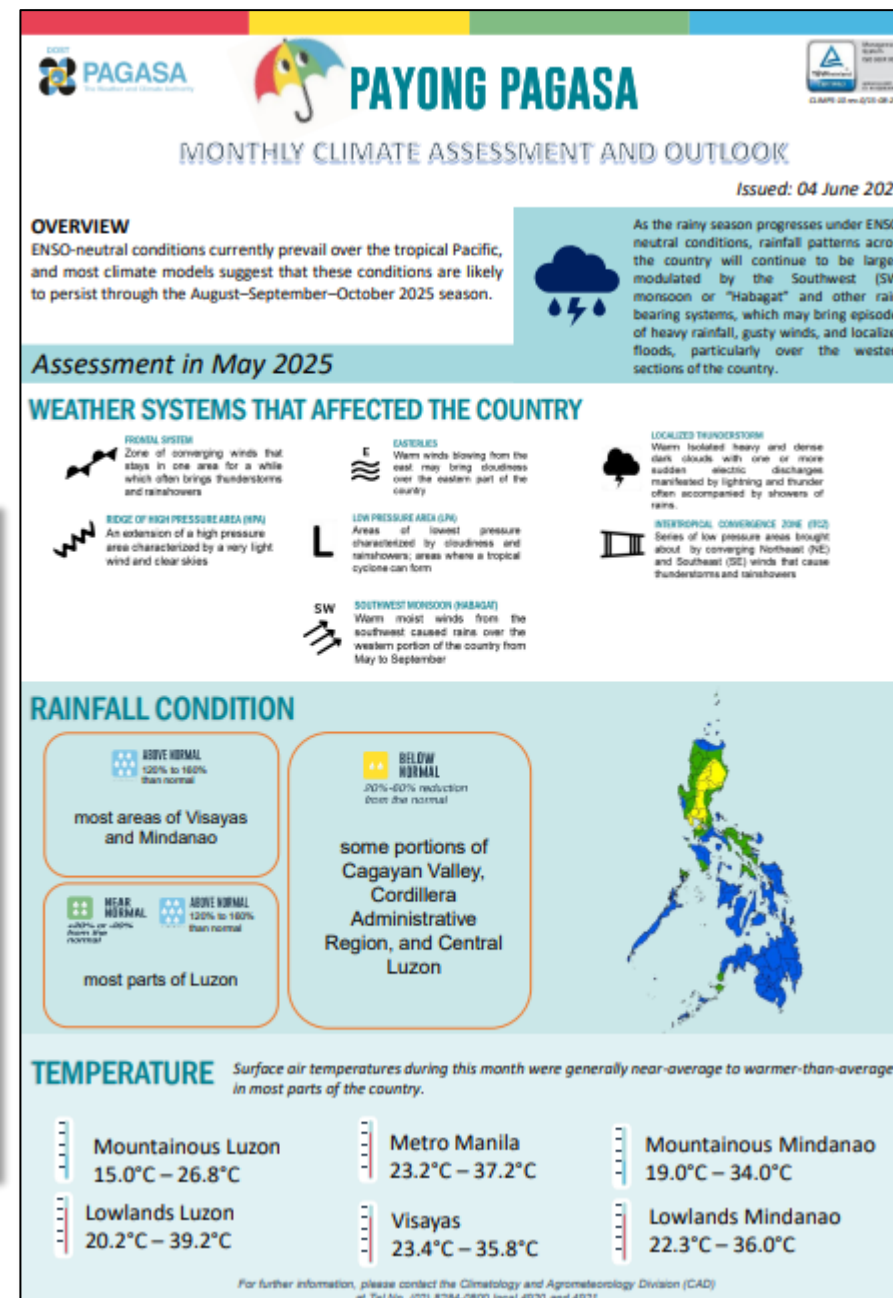 DOST
PAGASA
The Weather and Climate Authority
PAYONG PAGASA
MONTHLY CLIMATE ASSESSMENT AND OUTLOOK
Issued: 04 June 202
OVERVIEW
ENSO-neutral conditions currently prevail over the tropical Pacific,
and most climate models suggest that these conditions are likely
to persist through the August–September–October 2025 season.
As the rainy season progresses under ENSO
neutral conditions, rainfall patterns acro
the country will continue to be large
modulated by the Southwest (SW
monsoon or "Habagat" and other rai
bearing systems, which may bring episode
of heavy rainfall, gusty winds, and localize
floods, particularly over the weste
sections of the country.
Assessment in May 2025
WEATHER SYSTEMS THAT AFFECTED THE COUNTRY
FRONTAL SYSTEM
Zone of converging winds that
stays in one area for a while
which often brings thunderstorms
and rainshowers
E
EASTERLIES
Warm winds blowing from the
east may bring cloudiness
over the eastern part of the
country
LOCALIZED THUNDERSTORM
Warm Isolated heavy and dense
dark clouds with one or more
sudden electric discharges
manifested by lightning and thunder
often accompanied by showers of
rains.
RIDGE OF HIGH PRESSURE AREA (HPA)
An extension of a high pressure
area characterized by a very light
wind and clear skies
L
LOW PRESSURE AREA (LPA)
Areas of lowest pressure
characterized by cloudiness and
rainshowers; areas where a tropical
cyclone can form
INTERTROPICAL CONVERGENCE ZONE (ITCZ)
Series of low pressure areas brought
about by converging Northeast (NE)
and Southeast (SE) winds that cause
thunderstorms and rainshowers
SW
SOUTHWEST MONSOON (HABAGAT)
Warm moist winds from the
southwest caused rains over the
western portion of the country from
May to September
RAINFALL CONDITION
ABOVE NORMAL
120% to 160%
than normal
most areas of Visayas
and Mindanao
NEAR
NORMAL
from the
normal
ABOVE NORMAL
120% to 160%
than normal
most parts of Luzon
BELOW
NORMAL
20%-60% reduction
from the normal
some portions of
Cagayan Valley,
Cordillera
Administrative
Region, and Central
Luzon
TEMPERATURE
Surface air temperatures during this month were generally near-average to warmer-than-average
in most parts of the country.
Mountainous Luzon
15.0°C – 26.8°C
Metro Manila
23.2°C – 37.2°C
Mountainous Mindanao
19.0°C – 34.0°C
Lowlands Luzon
20.2°C – 39.2°C
Visayas
23.4°C – 35.8°C
Lowlands Mindanao
22.3°C – 36.0°C
For further information, please contact the Climatology and Agrometeorology Division (CAD)